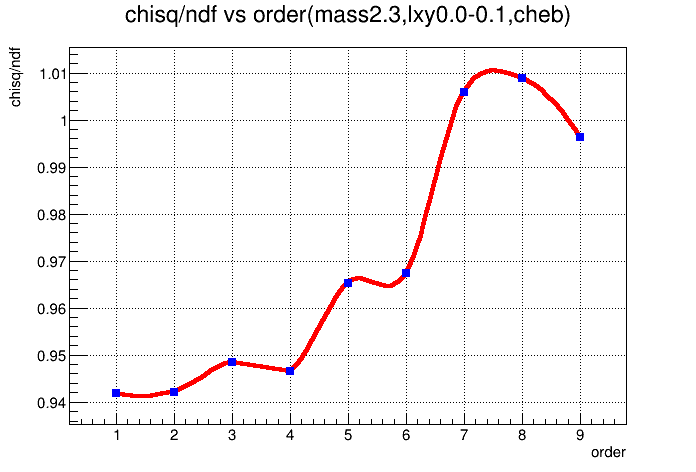 chisq/ndf vs order(mass2.3,lxy0.0-0.1,cheb)
chisq/ndf
1.01
1
0.99
0.98
0.97
0.96
0.95
0.94
1 2 3 4 5 6 7 8 9
order